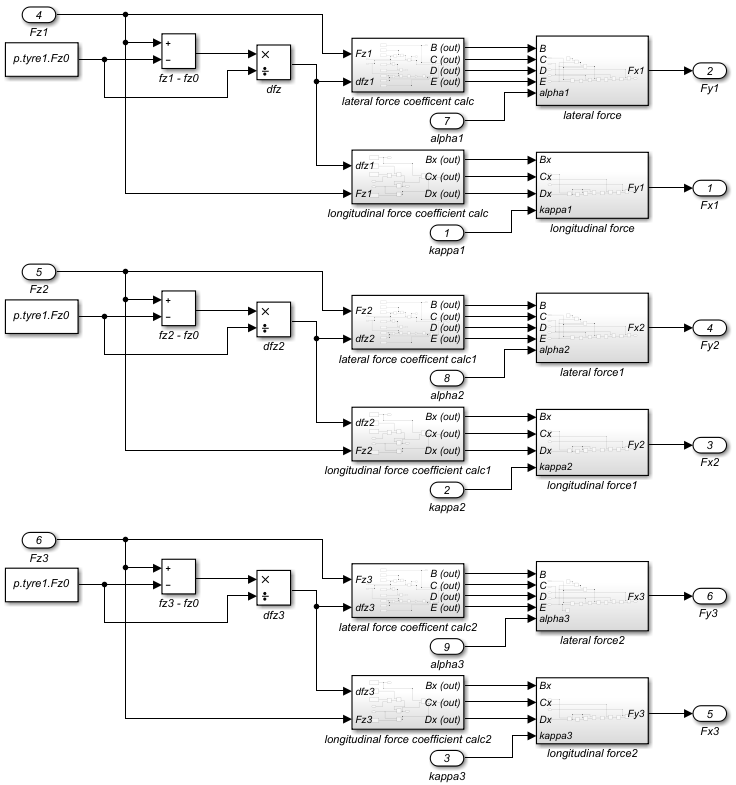 4
Fz1
p.tyre1.Fz0
+
−
fz1 - fz0
×
÷
dfz
Fz1
dfz1
B (out)
C (out)
D (out)
E (out)
lateral force coefficent calc
7
alpha1
B
C
D
E
alpha1
Fx1
lateral force
2
Fy1
dfz1
Fz1
Bx (out)
Cx (out)
Dx (out)
longitudinal force coefficient calc
1
kappa1
Bx
Cx
Dx
kappa1
Fy1
longitudinal force
1
Fx1
5
Fz2
p.tyre1.Fz0
+
−
fz2 - fz0
×
÷
dfz2
Fz2
dfz2
B (out)
C (out)
D (out)
E (out)
lateral force coefficent calc1
8
alpha2
B
C
D
E
alpha2
Fx2
lateral force1
4
Fy2
dfz2
Fz2
Bx (out)
Cx (out)
Dx (out)
longitudinal force coefficient calc1
2
kappa2
Bx
Cx
Dx
kappa2
Fy2
longitudinal force1
3
Fx2
6
Fz3
p.tyre1.Fz0
+
−
fz3 - fz0
×
÷
dfz3
Fz3
dfz3
B (out)
C (out)
D (out)
E (out)
lateral force coefficent calc2
9
alpha3
B
C
D
E
alpha3
Fx3
lateral force2
6
Fy3
dfz3
Fz3
Bx (out)
Cx (out)
Dx (out)
longitudinal force coefficient calc2
3
kappa3
Bx
Cx
Dx
kappa3
Fy3
longitudinal force2
5
Fx3